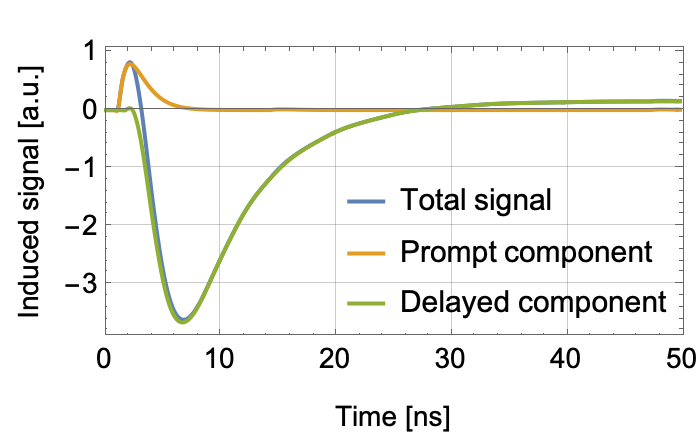 Induced signal [a.u.]
1
0
−1
−2
−3
Total signal
Prompt component
Delayed component
0 10 20 30 40 50
Time [ns]